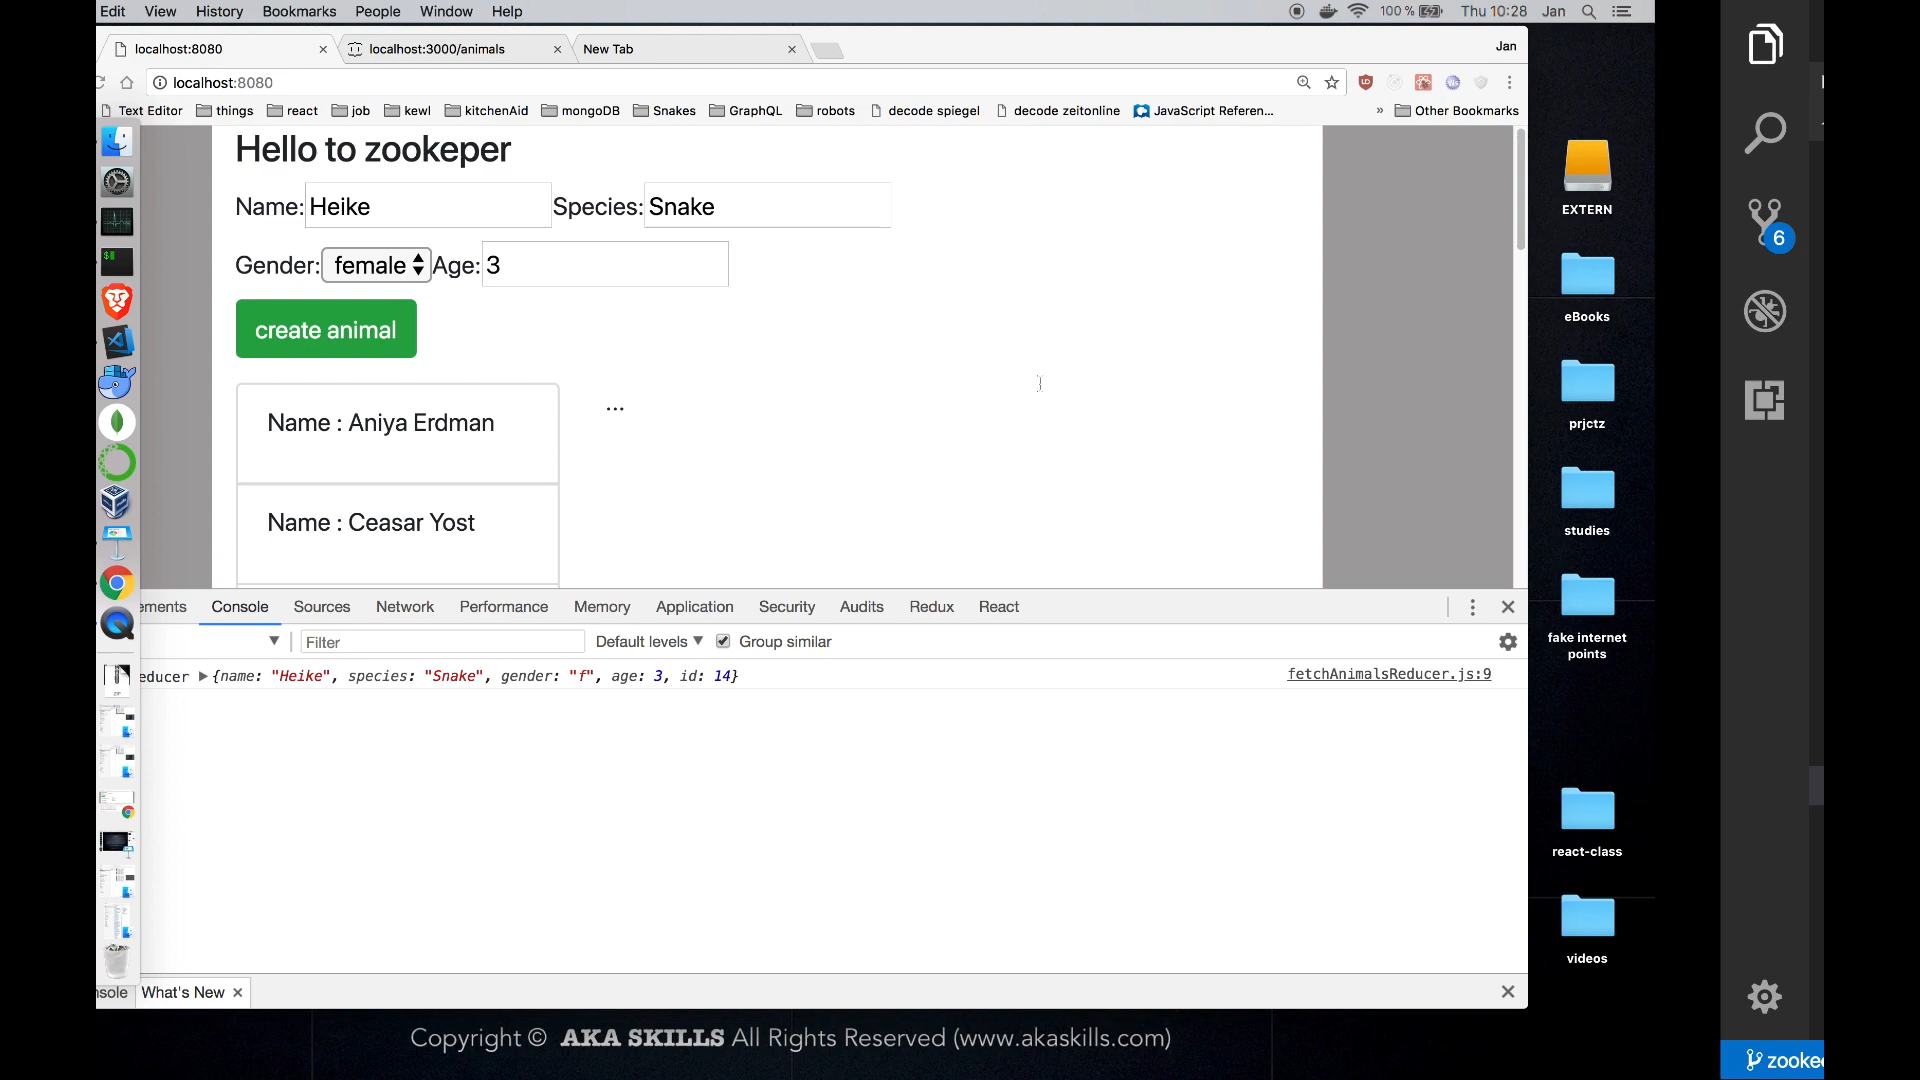 Edit View History Bookmarks People Window Help 100 % Thu 10:28 Jan
localhost:8080 localhost:3000/animals New Tab Jan
localhost:8080
Text Editor things react job kewl kitchenAid mongoDB Snakes GraphQL robots decode spiegel decode zeitonline JavaScript Referen... » Other Bookmarks
Hello to zookeper
Name: Heike Species: Snake
Gender: female Age: 3
create animal
...
Name : Aniya Erdman
Name : Ceasar Yost
ements Console Sources Network Performance Memory Application Security Audits Redux React
Filter Default levels Group similar
educer {name: "Heike", species: "Snake", gender: "f", age: 3, id: 14} fetchAnimalsReducer.js:9
nsole What's New
EXTERN
eBooks
prjctz
studies
fake internet
points
react-class
videos
6
zookee
Copyright © AKA SKILLS All Rights Reserved (www.akaskills.com)